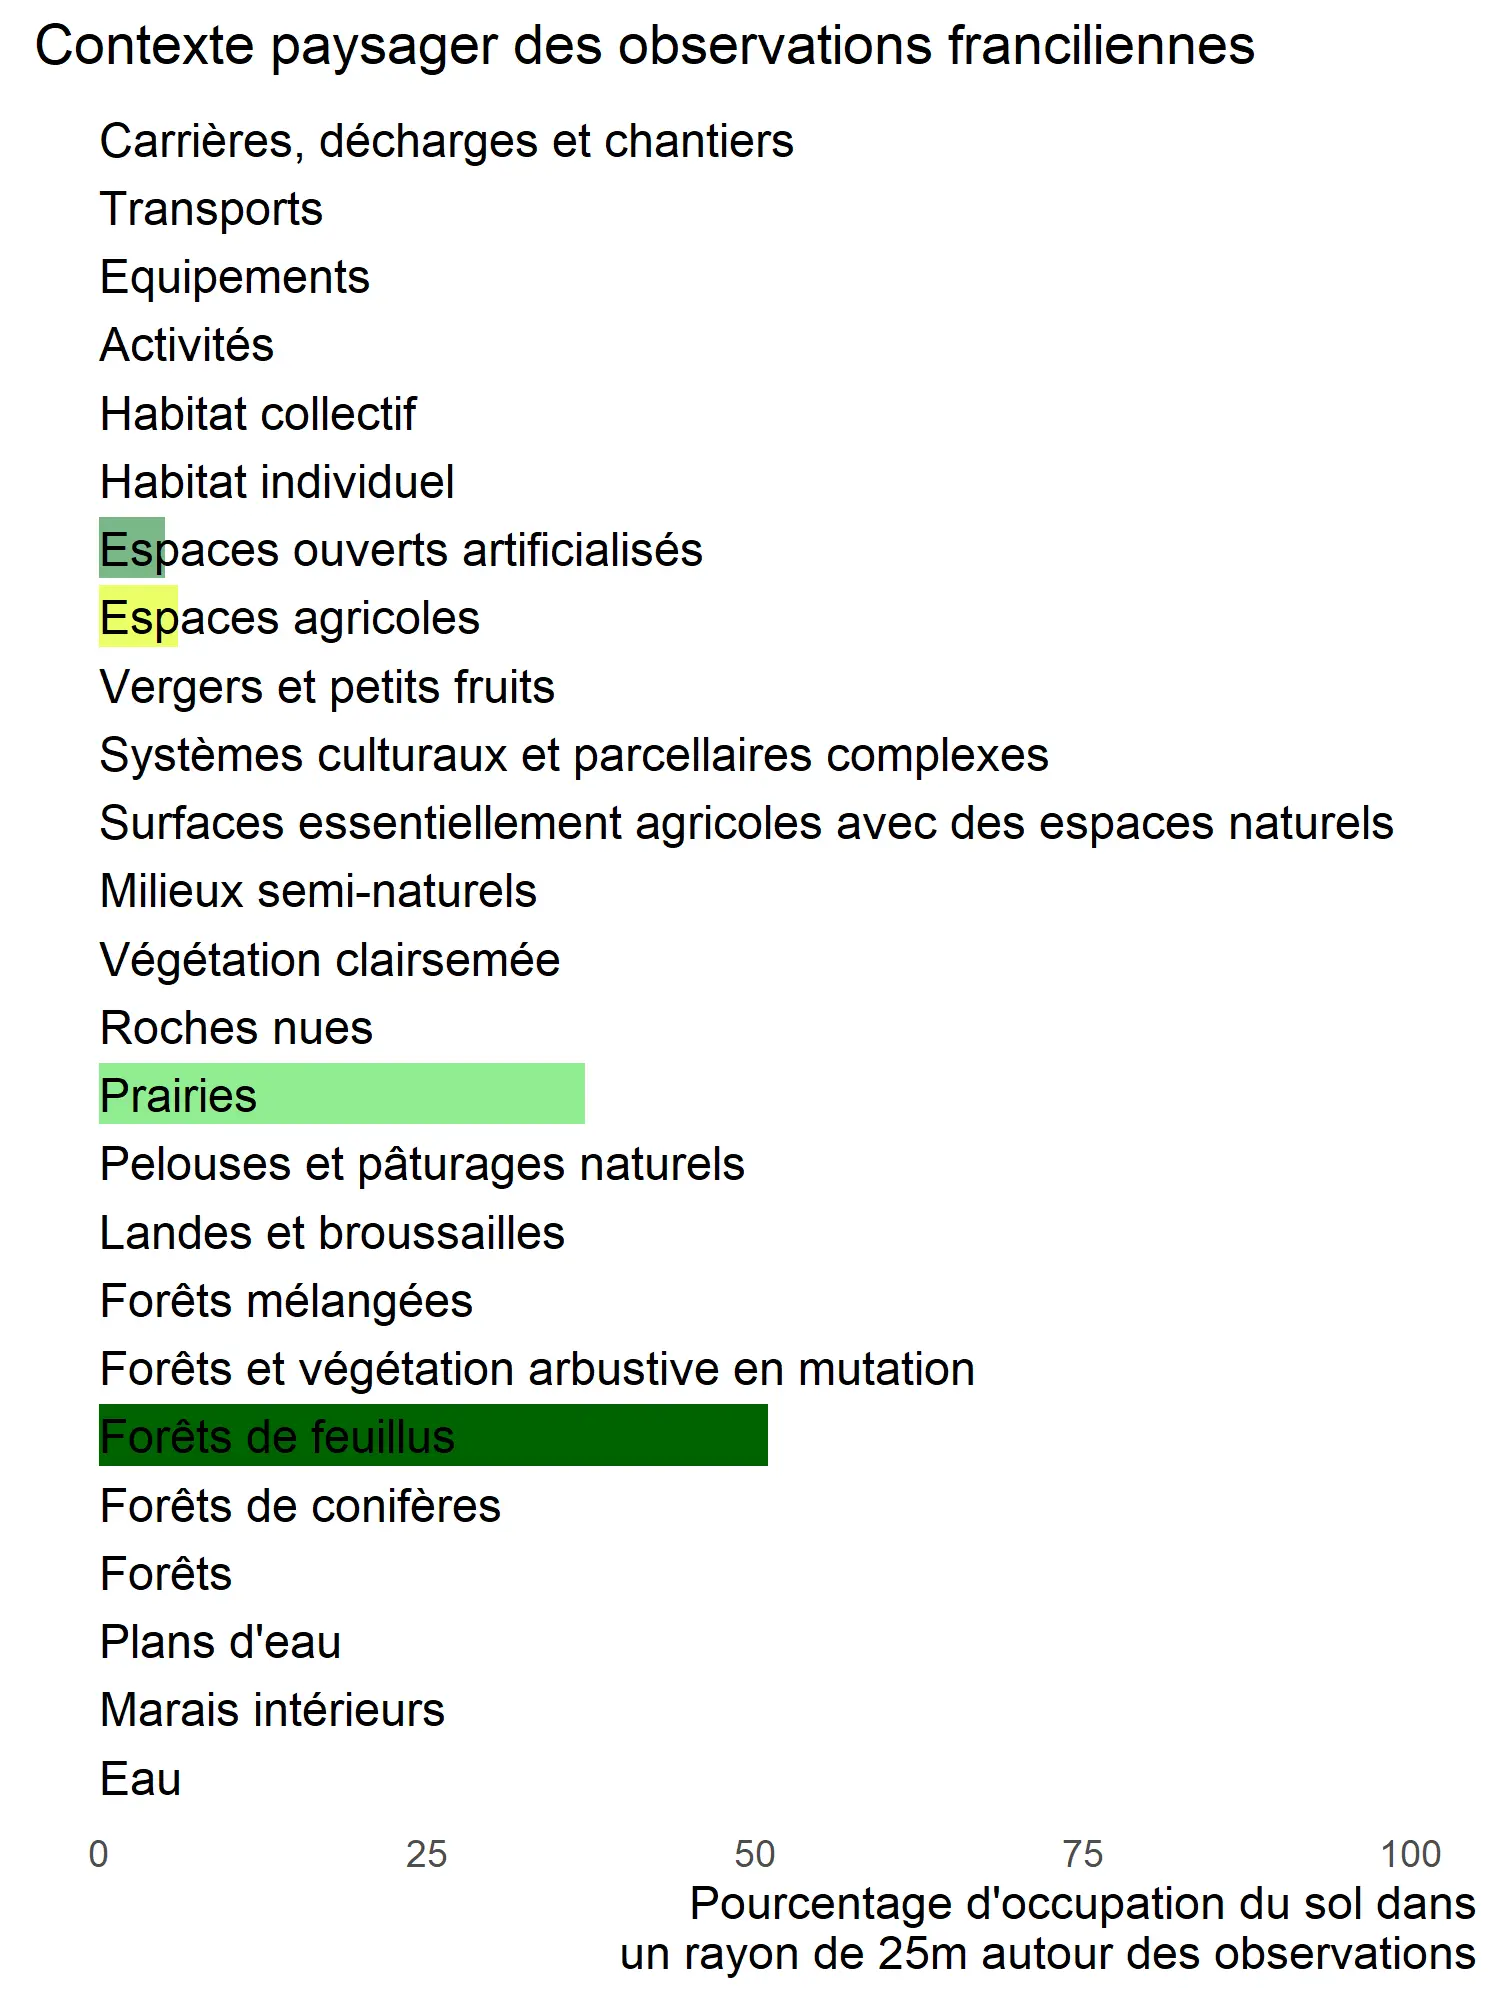 Contexte paysager des observations franciliennes
Carrières, décharges et chantiers
Transports
Equipements
Activités
Habitat collectif
Habitat individuel
Espaces ouverts artificialisés
Espaces agricoles
Vergers et petits fruits
Systèmes culturaux et parcellaires complexes
Surfaces essentiellement agricoles avec des espaces naturels
Milieux semi-naturels
Végétation clairsemée
Roches nues
Prairies
Pelouses et pâturages naturels
Landes et broussailles
Forêts mélangées
Forêts et végétation arbustive en mutation
Forêts de feuillus
Forêts de conifères
Forêts
Plans d'eau
Marais intérieurs
Eau
0 25 50 75 100
Pourcentage d'occupation du sol dans
un rayon de 25m autour des observations